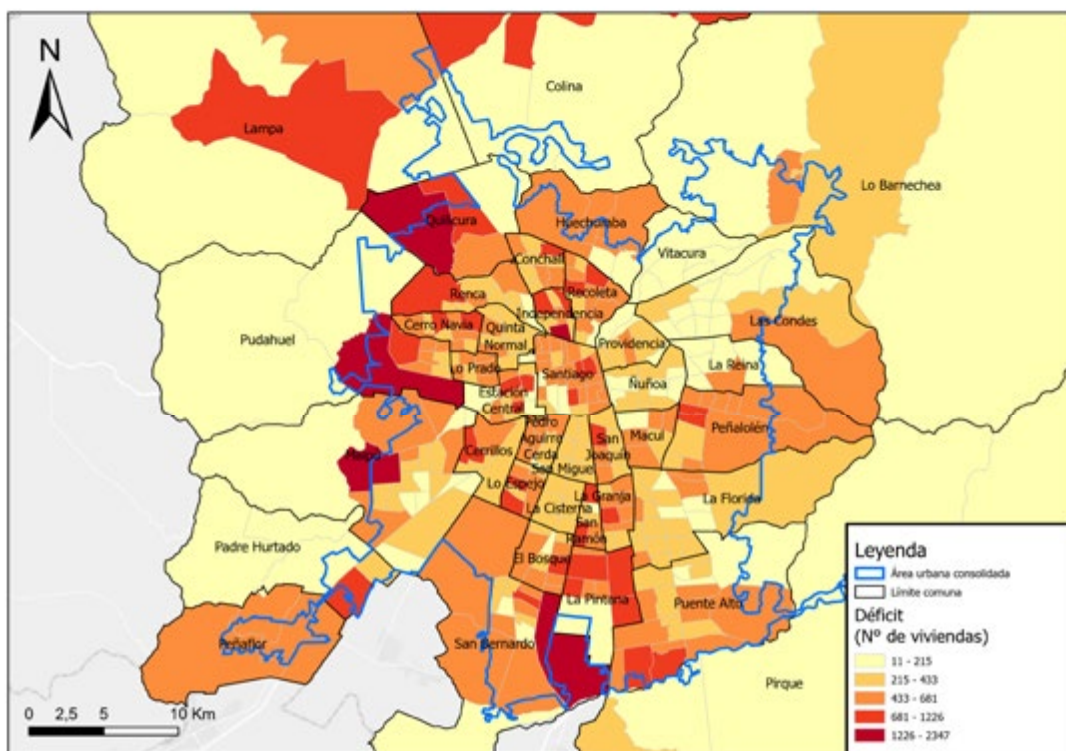 N
Colina
Lampa
Lo Barnechea
Quilicura
Huechuraba
Vitacura
Conchalí
Renca
Recoleta
Independencia
Las Condes
Cerro Navia
Quinta
Normal
Pudahuel
Providencia
Lo Prado
Santiago
La Reina
Ñuñoa
Estación
Central
Pedro
Aguirre
Cerda
San
Joaquín
Macul
Peñalolén
Maipú
Cerrillos
San Miguel
Lo Espejo
La Granja
La Florida
La Cisterna
San
Ramón
Padre Hurtado
El Bosque
La Pintana
Puente Alto
Peñaflor
San Bernardo
Pirque
0 2,5 5 10 Km
Leyenda
Área urbana consolidada
Límite comuna
Déficit
(Nº de viviendas)
11 - 215
215 - 433
433 - 681
681 - 1226
1226 - 2347